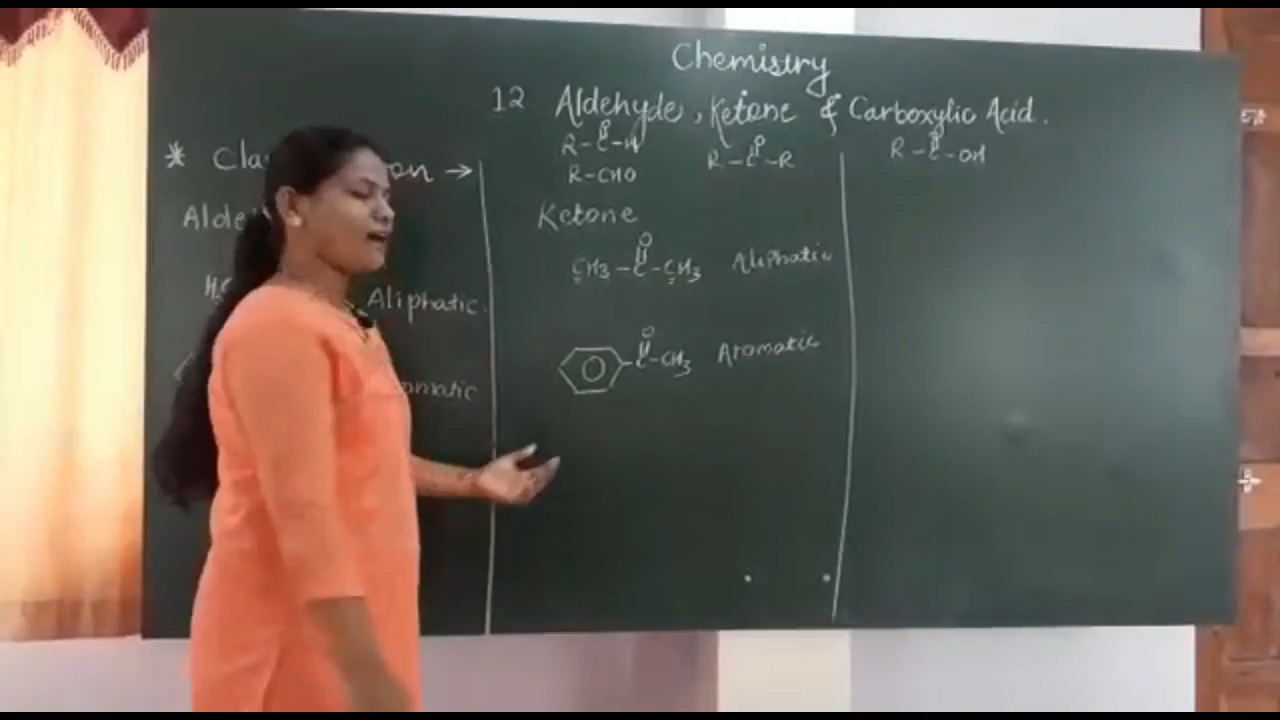 Chemistry
12 Aldehyde, Ketone & Carboxylic Acid.
O
R-C-H
O
R-C-R
O
R-C-OH
R-CHO
* →
Aliphatic.
Ketone
O
CH3-C-CH3 Aliphatic
O
C-CH3 Aromatic